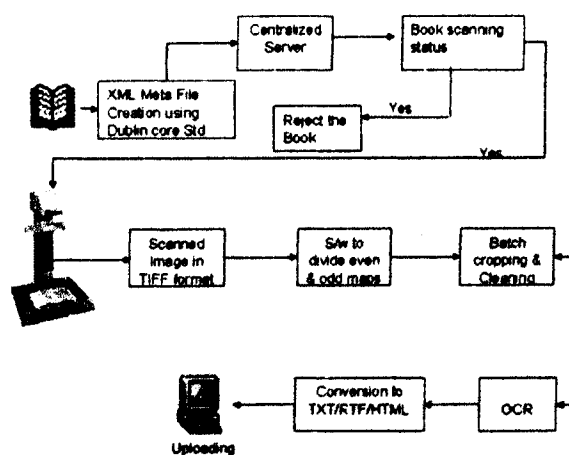 Centralized
Server
Book scanning
status
XML Meta File
Creation using
Dublin core Std
Yes
Reject the
Book
Yes
Scanned
Image in
TIFF format
S/w to
divide even
& odd maps
Batch
cropping &
Cleaning
Conversion to
TXT/RTF/HTML
OCR
Uploading